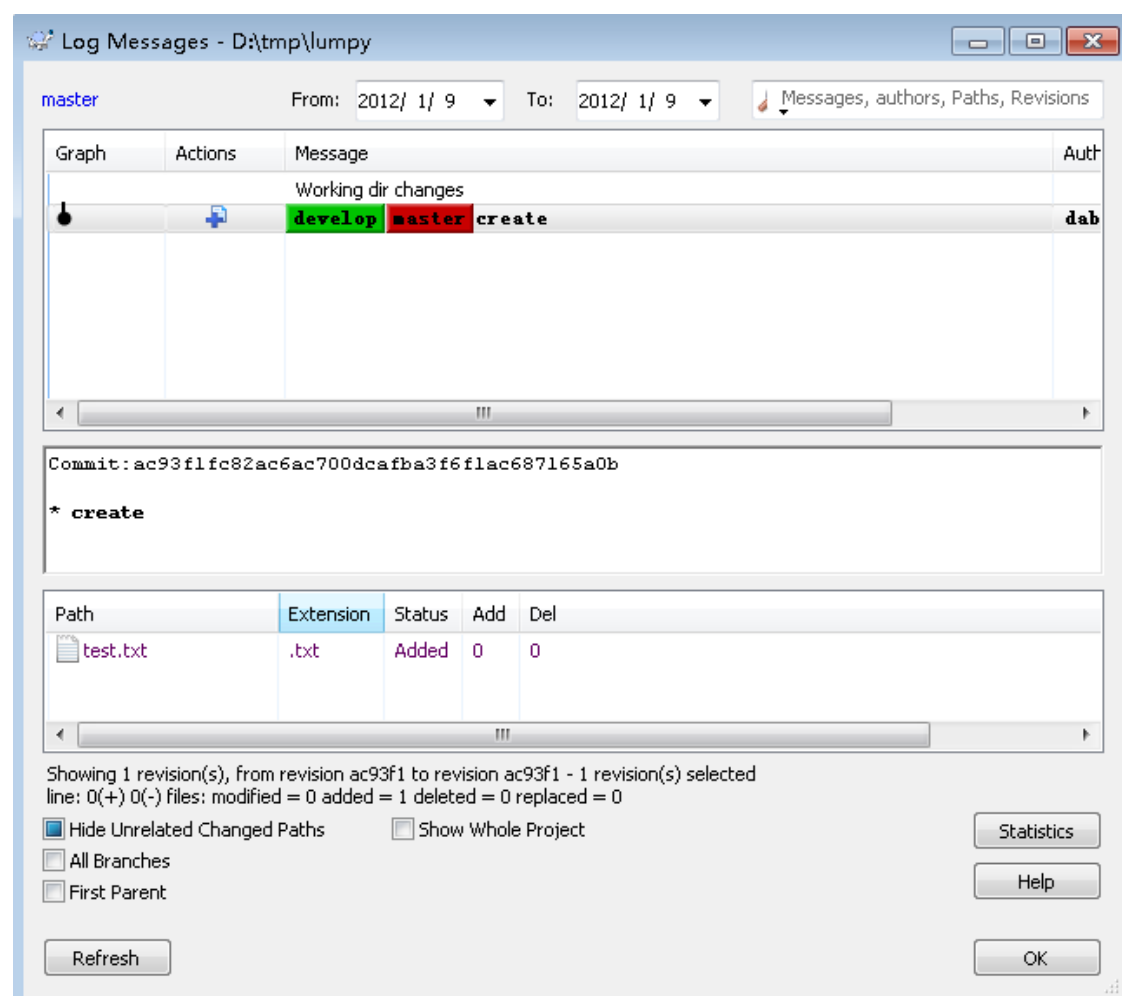 Log Messages - D:\tmp\lumpy
master From: 2012/ 1/ 9 To: 2012/ 1/ 9 Messages, authors, Paths, Revisions
Graph Actions Message Auth
Working dir changes
develop master create dab
Commit:ac93f1fc82ac6ac700dcafba3f6f1ac687165a0b
* create
Path Extension Status Add Del
test.txt .txt Added 0 0
Showing 1 revision(s), from revision ac93f1 to revision ac93f1 - 1 revision(s) selected
line: 0(+) 0(-) files: modified = 0 added = 1 deleted = 0 replaced = 0
Hide Unrelated Changed Paths Show Whole Project Statistics
All Branches
Help
First Parent
Refresh OK